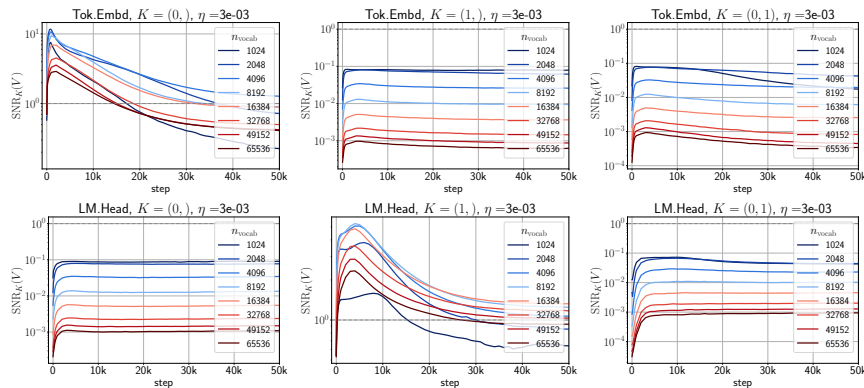 Tok.Embd, K = (0, ), η =3e-03
SNR_K(V)
10^1
10^0
0 10k 20k 30k 40k 50k
step
n_vocab
1024
2048
4096
8192
16384
32768
49152
65536
Tok.Embd, K = (1, ), η =3e-03
SNR_K(V)
10^0
10^-1
10^-2
10^-3
0 10k 20k 30k 40k 50k
step
n_vocab
1024
2048
4096
8192
16384
32768
49152
65536
Tok.Embd, K = (0, 1) η =3e-03
SNR_K(V)
10^0
10^-1
10^-2
10^-3
10^-4
0 10k 20k 30k 40k 50k
step
n_vocab
1024
2048
4096
8192
16384
32768
49152
65536
LM.Head, K = (0, ) η =3e-03
SNR_K(V)
10^0
10^-1
10^-2
10^-3
0 10k 20k 30k 40k 50k
step
n_vocab
1024
2048
4096
8192
16384
32768
49152
65536
LM.Head, K = (1, ) η =3e-03
SNR_K(V)
10^0
0 10k 20k 30k 40k 50k
step
n_vocab
1024
2048
4096
8192
16384
32768
49152
65536
LM.Head, K = (0, 1) η =3e-03
SNR_K(V)
10^0
10^-1
10^-2
10^-3
10^-4
0 10k 20k 30k 40k 50k
step
n_vocab
1024
2048
4096
8192
16384
32768
49152
65536